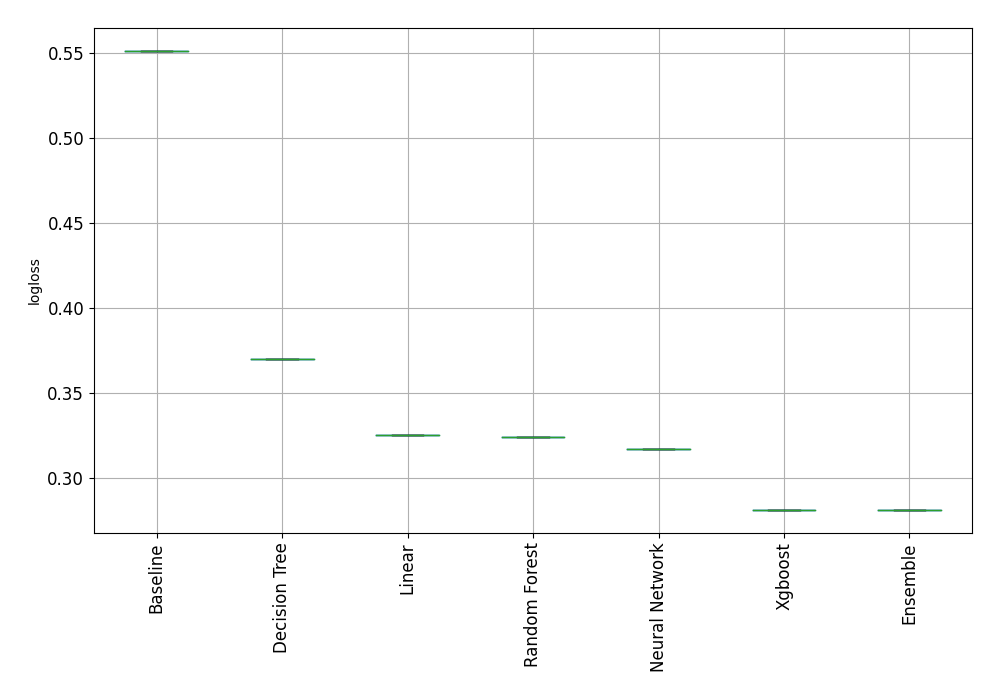 0.55
0.50
0.45
0.40
0.35
0.30
logloss
Baseline
Decision Tree
Linear
Random Forest
Neural Network
Xgboost
Ensemble